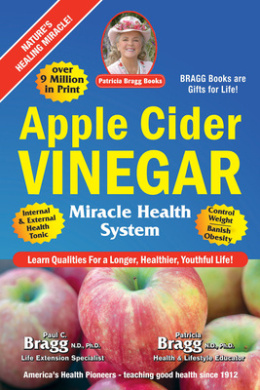 NATURE'S
HEALING MIRACLE!
over
9 Million
in Print
Patricia Bragg Books
BRAGG Books are
Gifts for Life!
Apple Cider
VINEGAR
Internal
& External
Health
Tonic
Miracle Health
System
Control
Weight
Banish
Obesity
Learn Qualities For a Longer, Healthier, Youthful Life!
Paul C.
Bragg N.D., Ph.D.
Life Extension Specialist
Patricia
Bragg N.D., Ph.D.
Health & Lifestyle Educator
America's Health Pioneers - teaching good health since 1912